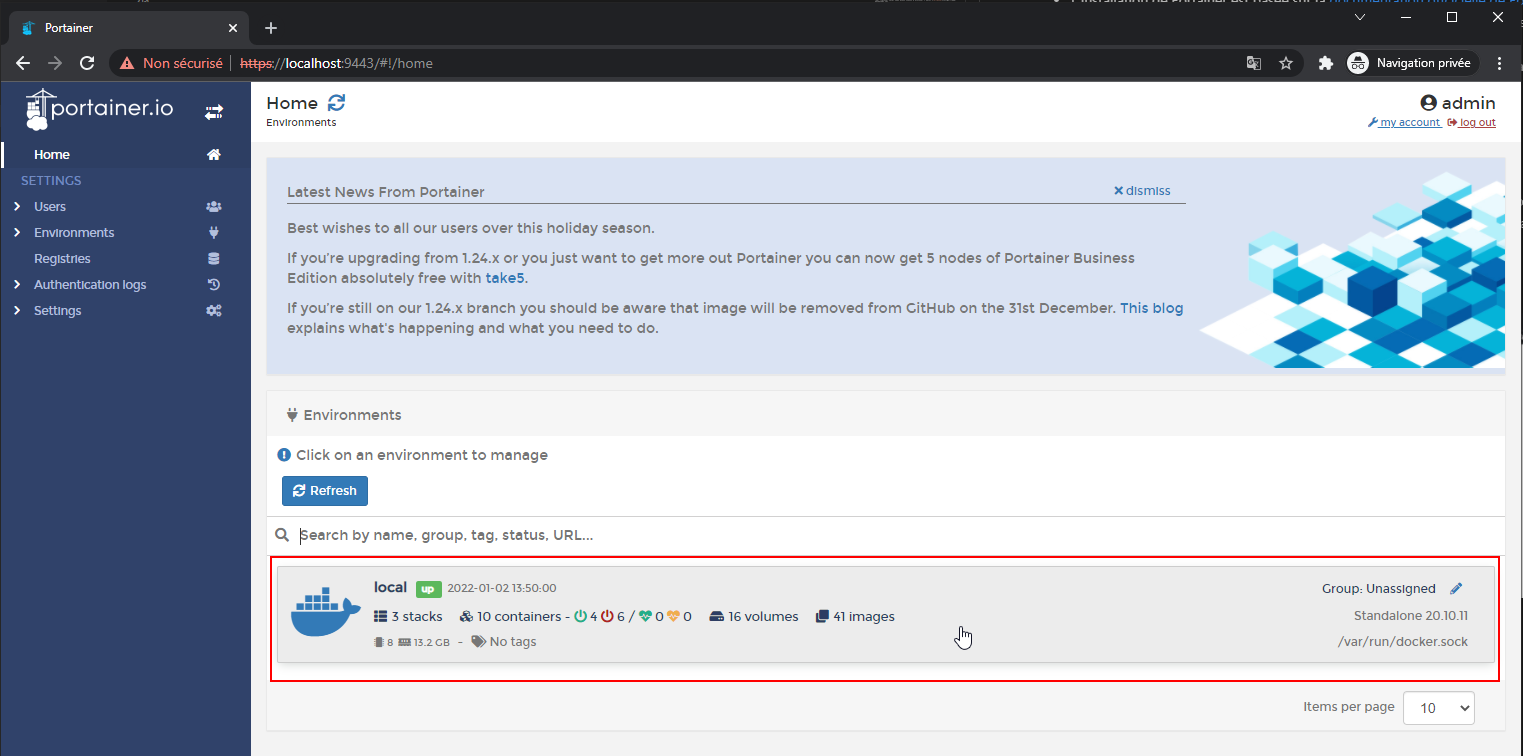 Portainer
Non sécurisé https://localhost:9443/#!/home Navigation privée
portainer.io
Home
SETTINGS
Users
Environments
Registries
Authentication logs
Settings
Home
Environments
admin
my account log out
Latest News From Portainer
dismiss
Best wishes to all our users over this holiday season.
If you're upgrading from 1.24.x or you just want to get more out Portainer you can now get 5 nodes of Portainer Business
Edition absolutely free with take5.
If you're still on our 1.24.x branch you should be aware that image will be removed from GitHub on the 31st December. This blog
explains what's happening and what you need to do.
Environments
Click on an environment to manage
Refresh
Search by name, group, tag, status, URL...
local up 2022-01-02 13:50:00
Group: Unassigned
3 stacks 10 containers - 4 6 / 0 0 16 volumes 41 images
Standalone 20.10.11
8 13.2 GB - No tags
/var/run/docker.sock
Items per page 10